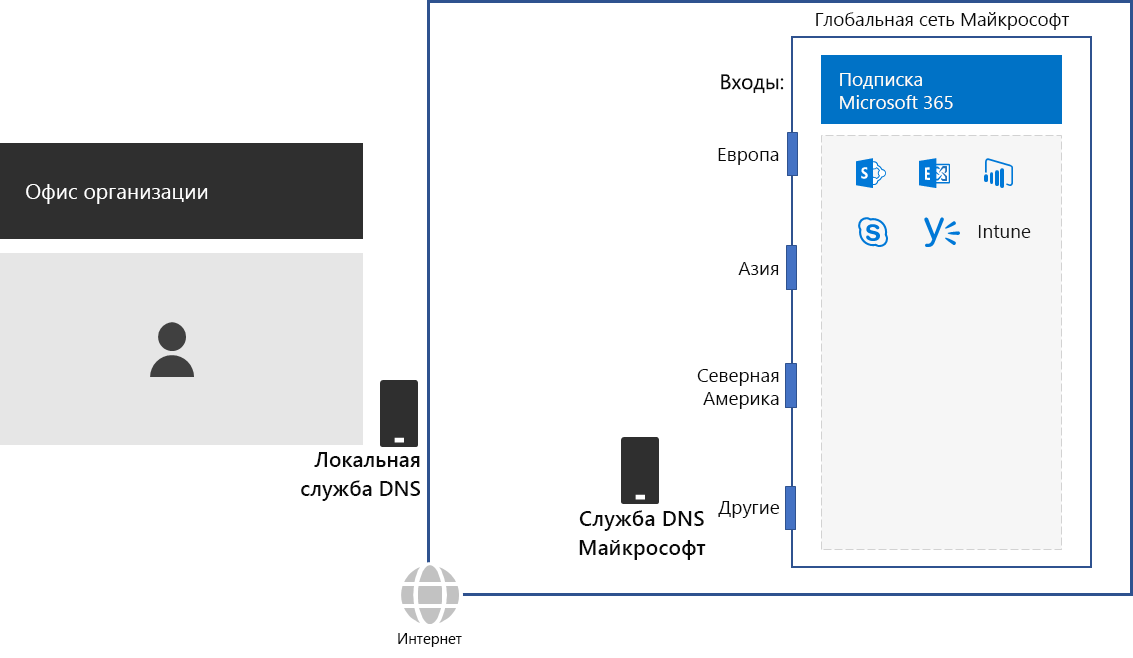 Глобальная сеть Майкрософт
Входы:
Подписка
Microsoft 365
Европа
Офис организации
Intune
Азия
Северная
Америка
Локальная
служба DNS
Служба DNS
Майкрософт
Другие
Интернет